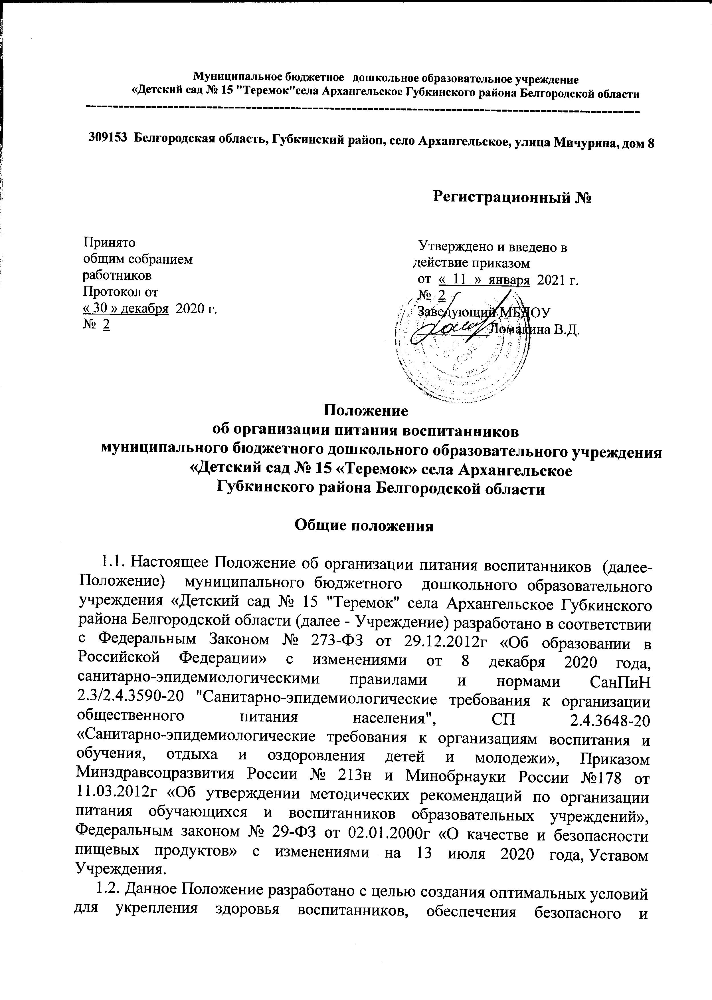 Муниципальное бюджетное дошкольное образовательное учреждение
«Детский сад № 15 "Теремок"села Архангельское Губкинского района Белгородской области
309153 Белгородская область, Губкинский район, село Архангельское, улица Мичурина, дом 8
Регистрационный №
Принято
общим собранием
работников
Протокол от
« 30 » декабря 2020 г.
№ 2
Утверждено и введено в
действие приказом
от « 11 » января 2021 г.
№ 2
Заведующий МБДОУ
Ломакина В.Д.
Положение
об организации питания воспитанников
муниципального бюджетного дошкольного образовательного учреждения
«Детский сад № 15 «Теремок» села Архангельское
Губкинского района Белгородской области
Общие положения
1.1. Настоящее Положение об организации питания воспитанников (далее-
Положение) муниципального бюджетного дошкольного образовательного
учреждения «Детский сад № 15 "Теремок" села Архангельское Губкинского
района Белгородской области (далее - Учреждение) разработано в соответствии
с Федеральным Законом № 273-ФЗ от 29.12.2012г «Об образовании в
Российской Федерации» с изменениями от 8 декабря 2020 года,
санитарно-эпидемиологическими правилами и нормами СанПиН
2.3/2.4.3590-20 "Санитарно-эпидемиологические требования к организации
общественного питания населения", СП 2.4.3648-20
«Санитарно-эпидемиологические требования к организациям воспитания и
обучения, отдыха и оздоровления детей и молодежи», Приказом
Минздравсоцразвития России № 213н и Минобрнауки России №178 от
11.03.2012г «Об утверждении методических рекомендаций по организации
питания обучающихся и воспитанников образовательных учреждений»,
Федеральным законом № 29-ФЗ от 02.01.2000г «О качестве и безопасности
пищевых продуктов» с изменениями на 13 июля 2020 года, Уставом
Учреждения.
1.2. Данное Положение разработано с целью создания оптимальных условий
для укрепления здоровья воспитанников, обеспечения безопасного и